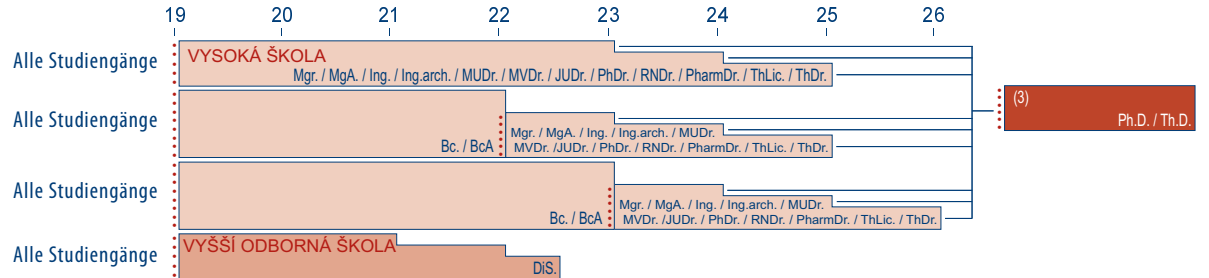 19 20 21 22 23 24 25 26
Alle Studiengänge
VYSOKÁ ŠKOLA
Mgr. / MgA. / Ing. / Ing.arch. / MUDr. / MVDr. / JUDr. / PhDr. / RNDr. / PharmDr. / ThLic. / ThDr.
(3)
Ph.D. / Th.D.
Alle Studiengänge
Bc. / BcA
Mgr. / MgA. / Ing. / Ing.arch. / MUDr.
MVDr. /JUDr. / PhDr. / RNDr. / PharmDr. / ThLic. / ThDr.
Alle Studiengänge
Bc. / BcA
Mgr. / MgA. / Ing. / Ing.arch. / MUDr.
MVDr. /JUDr. / PhDr. / RNDr. / PharmDr. / ThLic. / ThDr.
Alle Studiengänge
VYŠŠÍ ODBORNÁ ŠKOLA
DiS.